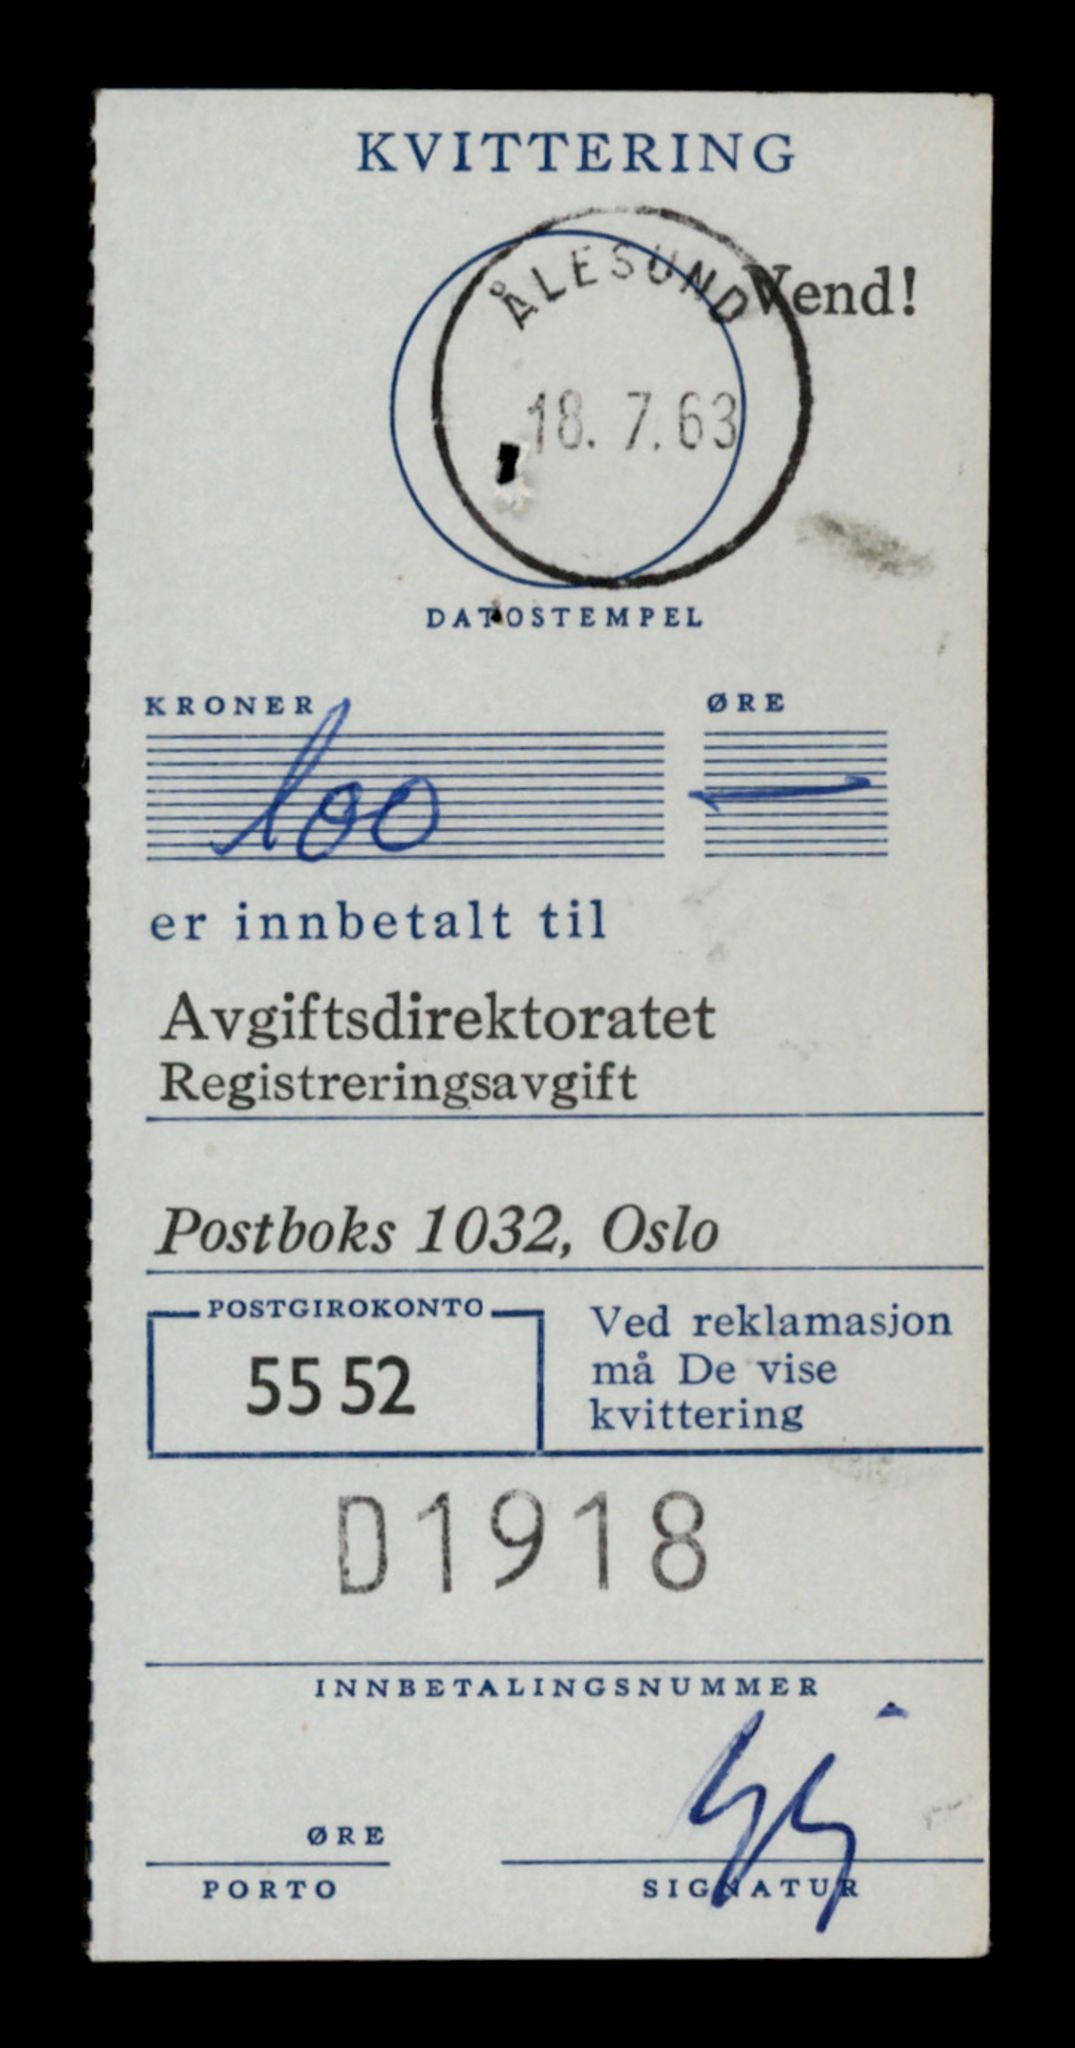 KVITTERING
ÅLESUND
Vend!
18. 7. 63
DATOSTEMPEL
KRONER ØRE
100 —
er innbetalt til
Avgiftsdirektoratet
Registreringsavgift
Postboks 1032, Oslo
POSTGIROKONTO
55 52
Ved reklamasjon
må De vise
kvittering
D1918
INNBETALINGSNUMMER
ØRE
PORTO
SIGNATUR